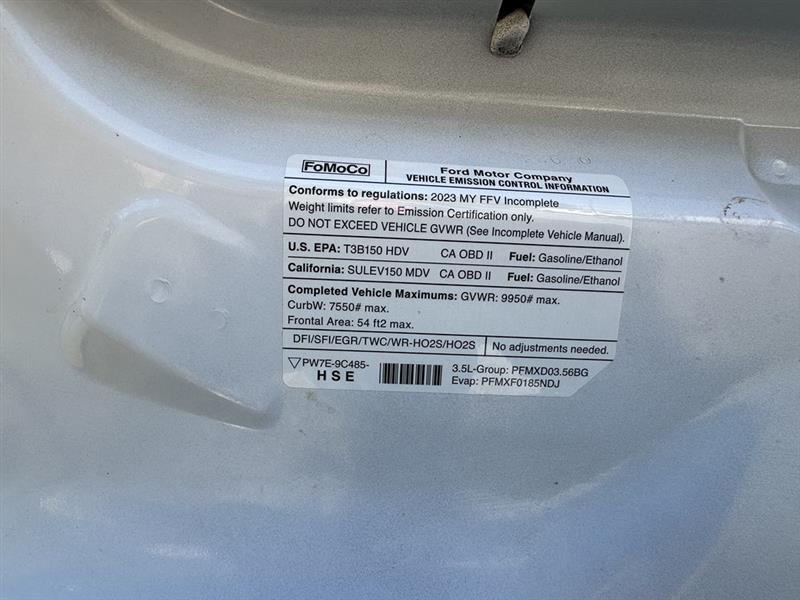 FoMoCo
Ford Motor Company
VEHICLE EMISSION CONTROL INFORMATION
Conforms to regulations: 2023 MY FFV Incomplete
Weight limits refer to Emission Certification only.
DO NOT EXCEED VEHICLE GVWR (See Incomplete Vehicle Manual).
U.S. EPA: T3B150 HDV CA OBD II Fuel: Gasoline/Ethanol
California: SULEV150 MDV CA OBD II Fuel: Gasoline/Ethanol
Completed Vehicle Maximums: GVWR: 9950# max.
CurbW: 7550# max.
Frontal Area: 54 ft2 max.
DFI/SFI/EGR/TWC/WR-HO2S/HO2S No adjustments needed.
PW7E-9C485-
HSE
3.5L-Group: PFMXD03.56BG
Evap: PFMXF0185NDJ